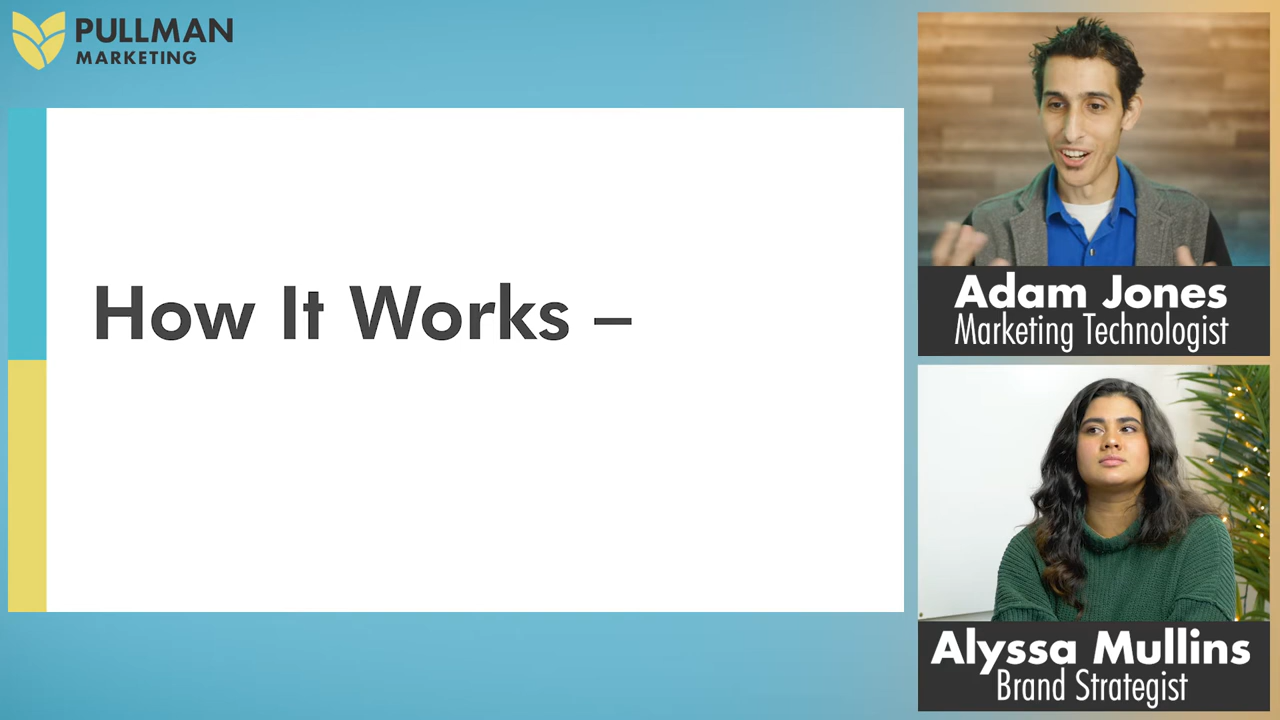 PULLMAN
MARKETING
How It Works –
Adam Jones
Marketing Technologist
Alyssa Mullins
Brand Strategist